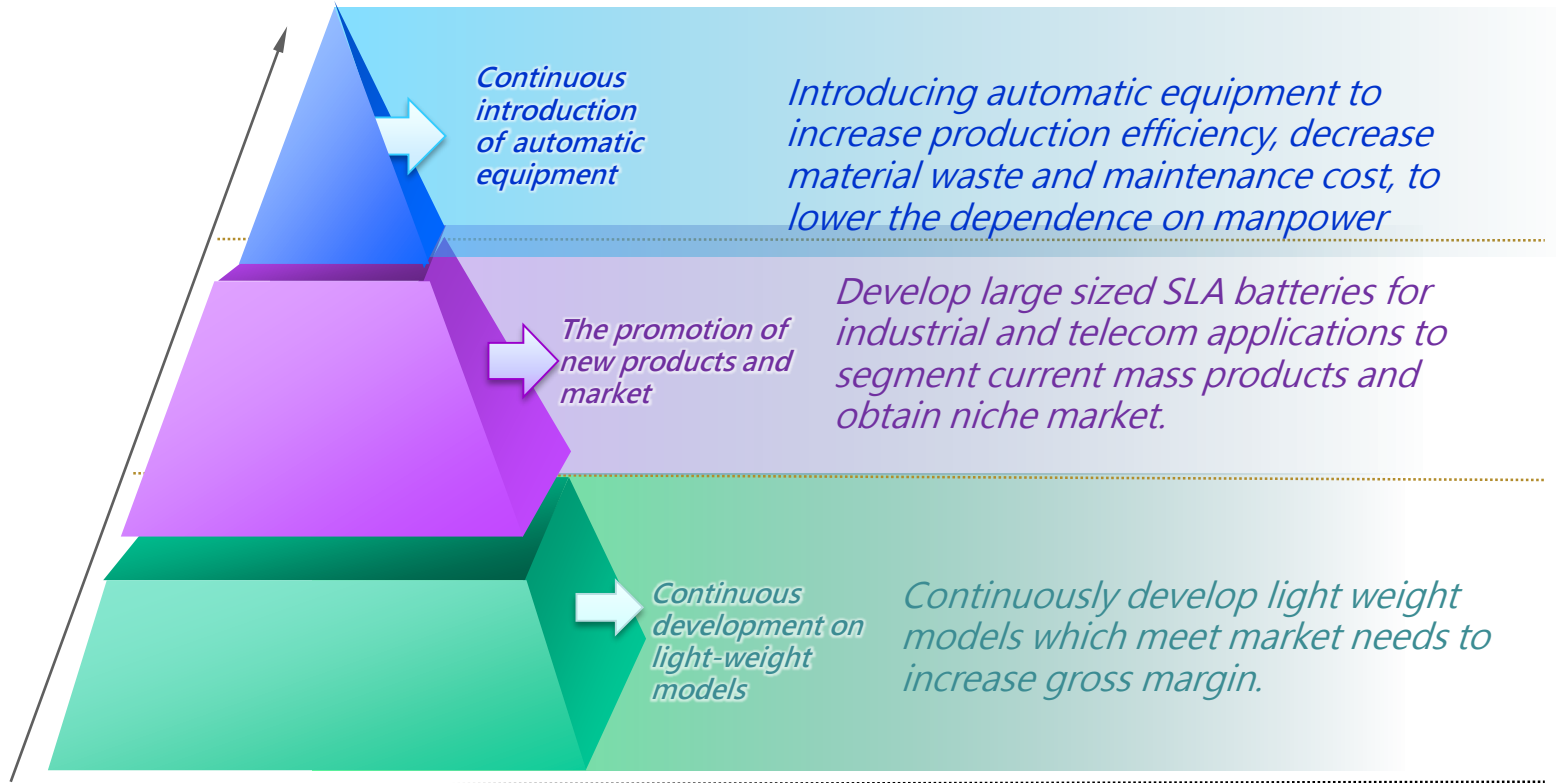 Continuous
introduction
of automatic
equipment
Introducing automatic equipment to
increase production efficiency, decrease
material waste and maintenance cost, to
lower the dependence on manpower
The promotion of
new products and
market
Develop large sized SLA batteries for
industrial and telecom applications to
segment current mass products and
obtain niche market.
Continuous
development on
light-weight
models
Continuously develop light weight
models which meet market needs to
increase gross margin.